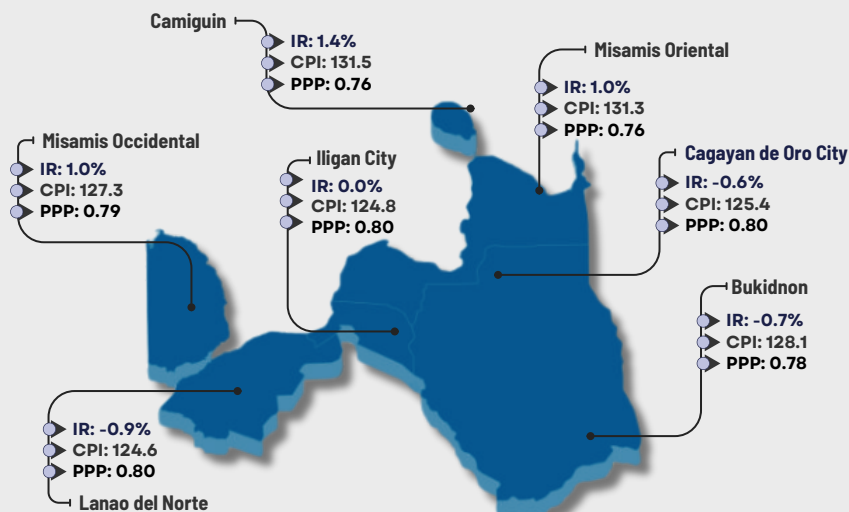 Camiguin
IR: 1.4%
CPI: 131.5
PPP: 0.76
Misamis Oriental
IR: 1.0%
CPI: 131.3
PPP: 0.76
Misamis Occidental
IR: 1.0%
CPI: 127.3
PPP: 0.79
Iligan City
IR: 0.0%
CPI: 124.8
PPP: 0.80
Cagayan de Oro City
IR: -0.6%
CPI: 125.4
PPP: 0.80
Bukidnon
IR: -0.7%
CPI: 128.1
PPP: 0.78
IR: -0.9%
CPI: 124.6
PPP: 0.80
Lanao del Norte